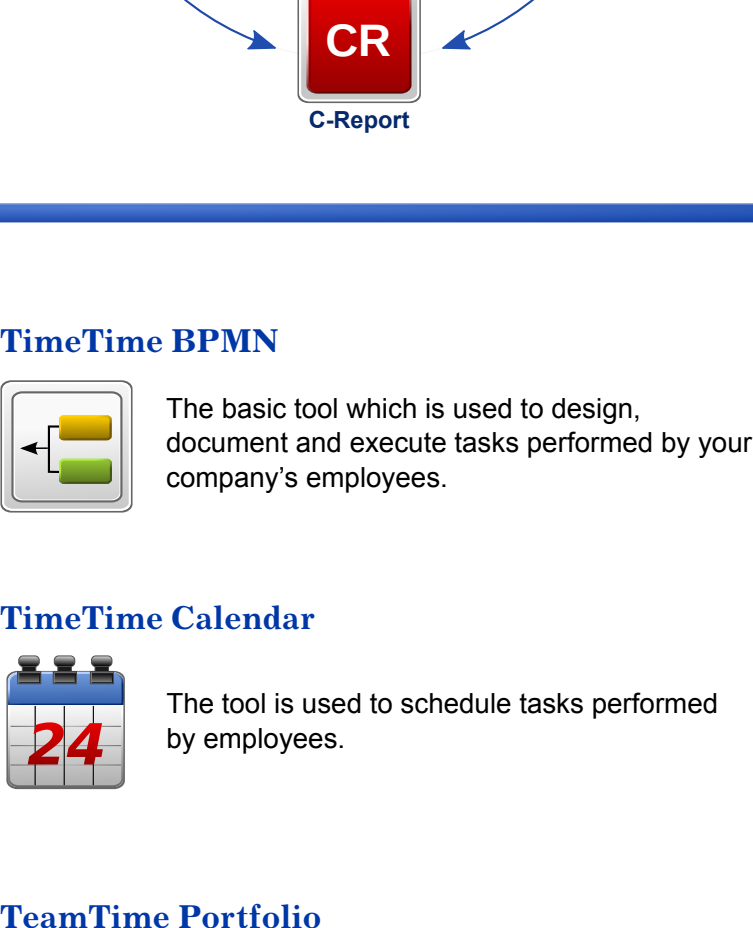 CR
C-Report
TimeTime BPMN
The basic tool which is used to design,
document and execute tasks performed by your
company’s employees.
TimeTime Calendar
24
The tool is used to schedule tasks performed
by employees.
TeamTime Portfolio